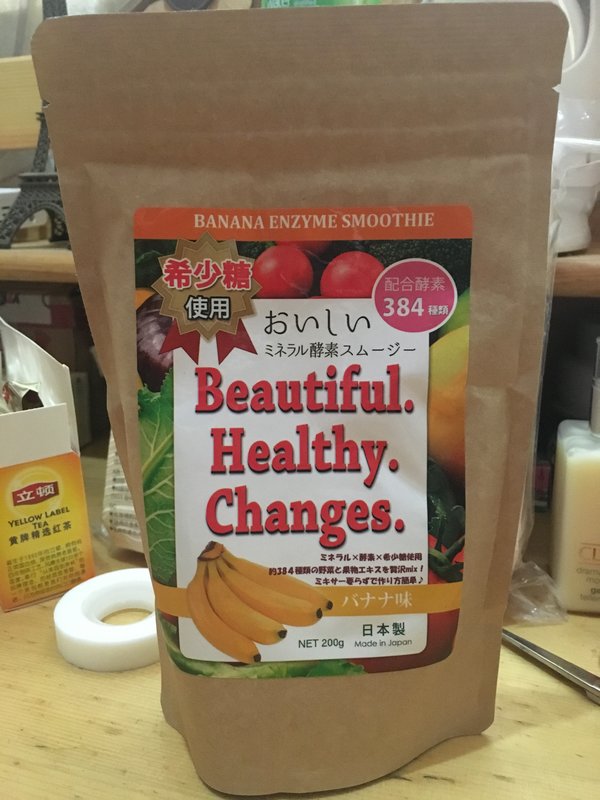 BANANA ENZYME SMOOTHIE
希少糖
使用
配合酵素
384種類
おいしい
ミネラル酵素スムージー
Beautiful.
Healthy.
Changes.
ミネラル×酵素×希少糖使用
約384種類の野菜と果物エキスを贅沢mix!
ミキサー要らずで作り方簡単♪
バナナ味
日本製
NET 200g
Made in Japan
立顿
YELLOW LABEL
TEA
黄牌精选红茶